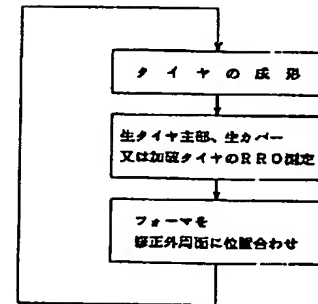 タイヤの成形
生タイヤ主部、生カバー
又は加硫タイヤのRRO測定
フォーマを
修正外周面に位置合わせ